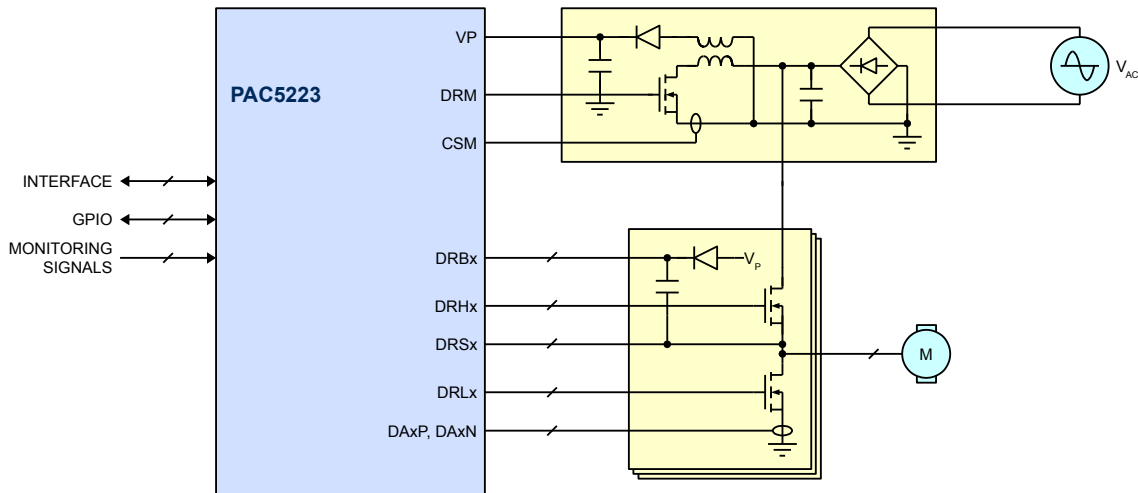 PAC5223
VP
DRM
CSM
V_AC
INTERFACE
GPIO
MONITORING
SIGNALS
DRBx
V_P
DRHx
DRSx
M
DRLx
DAxP, DAxN